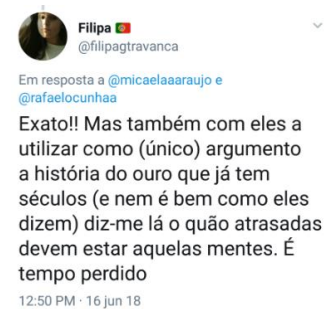 Filipa 🇵🇹
@filipagtravanca
Em resposta a @micaelaaaraujo e
@rafaelocunhaa
Exato!! Mas também com eles a
utilizar como (único) argumento
a história do ouro que já tem
séculos (e nem é bem como eles
dizem) diz-me lá o quão atrasadas
devem estar aquelas mentes. É
tempo perdido
12:50 PM · 16 jun 18